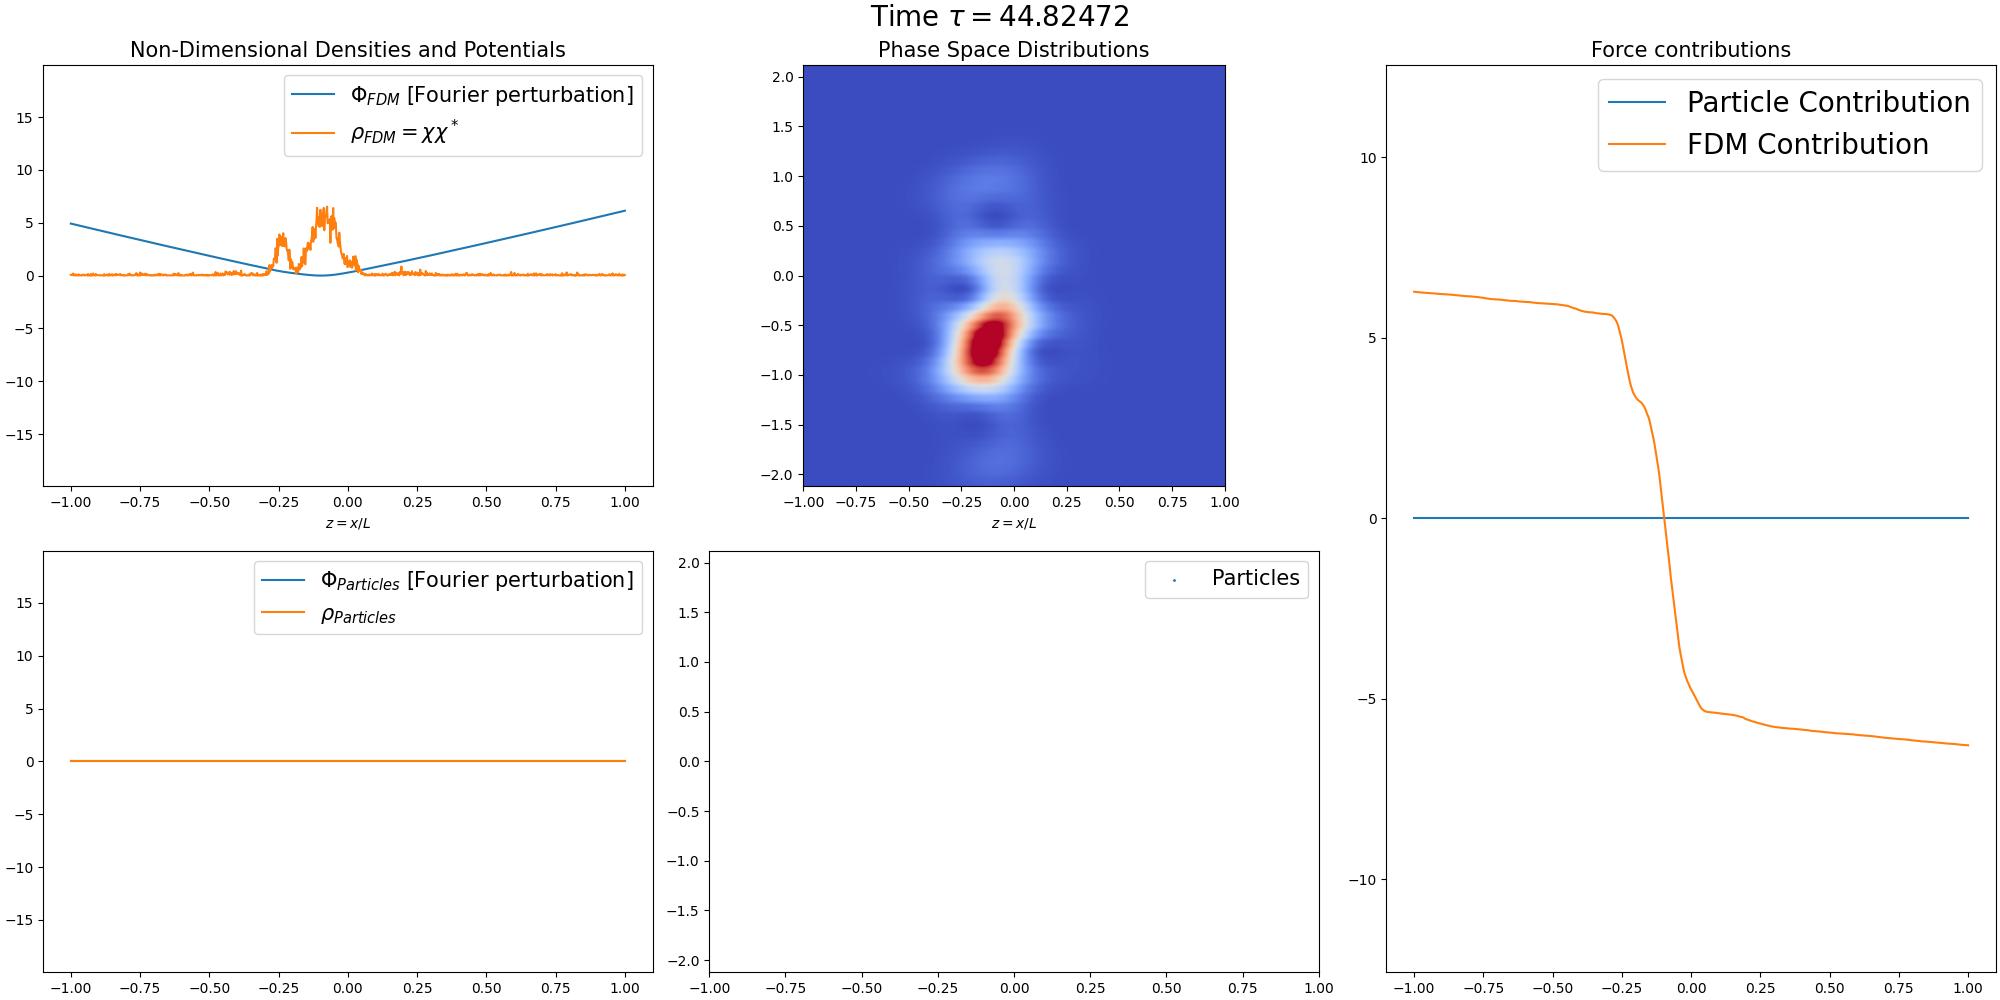 Time τ = 44.82472
Non-Dimensional Densities and Potentials
Φ_FDM [Fourier perturbation]
ρ_FDM = χχ*
15
10
5
0
−5
−10
−15
−1.00 −0.75 −0.50 −0.25 0.00 0.25 0.50 0.75 1.00
z = x/L
Phase Space Distributions
2.0
1.5
1.0
0.5
0.0
−0.5
−1.0
−1.5
−2.0
−1.00 −0.75 −0.50 −0.25 0.00 0.25 0.50 0.75 1.00
z = x/L
Force contributions
Particle Contribution
FDM Contribution
10
5
0
−5
−10
−1.00 −0.75 −0.50 −0.25 0.00 0.25 0.50 0.75 1.00
Φ_Particles [Fourier perturbation]
ρ_Particles
15
10
5
0
−5
−10
−15
−1.00 −0.75 −0.50 −0.25 0.00 0.25 0.50 0.75 1.00
Particles
2.0
1.5
1.0
0.5
0.0
−0.5
−1.0
−1.5
−2.0
−1.00 −0.75 −0.50 −0.25 0.00 0.25 0.50 0.75 1.00